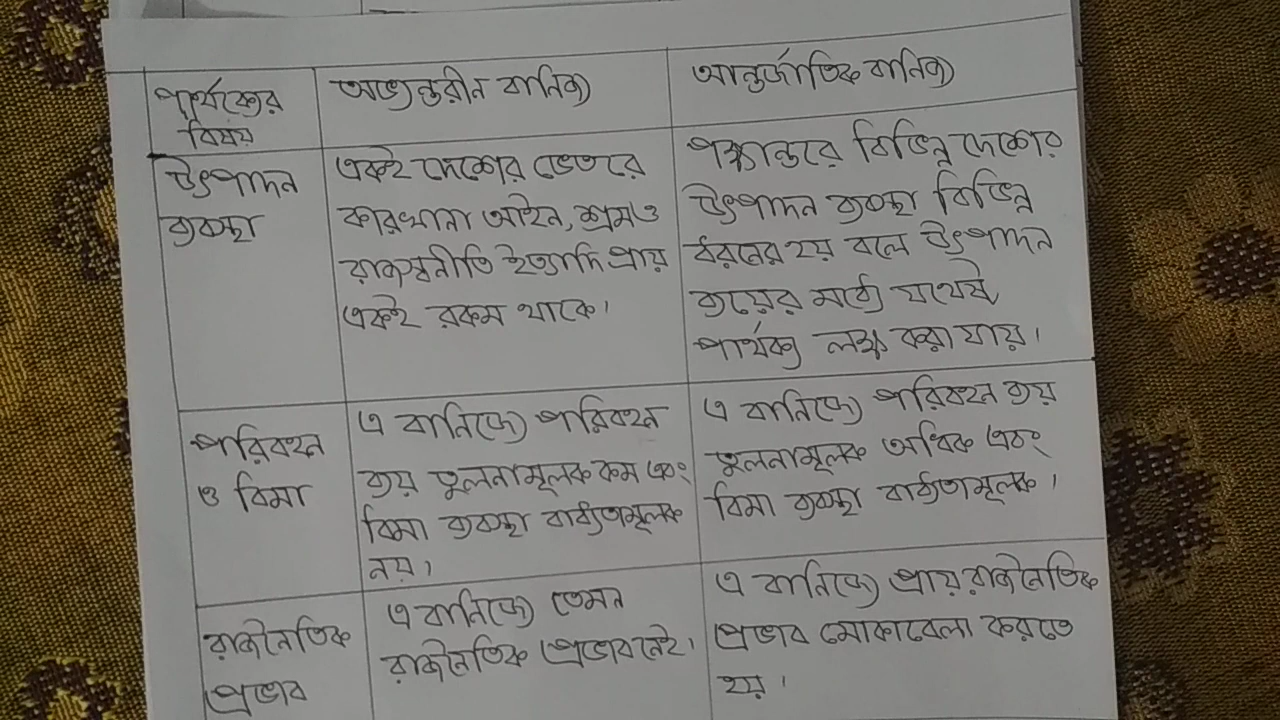 পার্থক্যের
বিষয়
অভ্যন্তরীন বানিজ্য
আন্তর্জাতিক বানিজ্য
উৎপাদন
ব্যবস্থা
একই দেশের ভেতরে
কারখানা আইন, শ্রম ও
রাজস্বনীতি ইত্যাদি প্রায়
একই রকম থাকে।
পক্ষান্তরে বিভিন্ন দেশের
উৎপাদন ব্যবস্থা বিভিন্ন
ধরনের হয় বলে উৎপাদন
ব্যয়ের মধ্যে যথেষ্ট
পার্থক্য লক্ষ করা যায়।
পরিবহন
ও বিমা
এ বানিজ্যে পরিবহন
ব্যয় তুলনামূলক কম এবং
বিমা ব্যবস্থা বাধ্যতামূলক
নয়।
এ বানিজ্যে পরিবহন ব্যয়
তুলনামূলক অধিক এবং
বিমা ব্যবস্থা বাধ্যতামূলক।
রাজনৈতিক
প্রভাব
এ বানিজ্যে তেমন
রাজনৈতিক প্রভাব নেই।
এ বানিজ্যে প্রায় রাজনৈতিক
প্রভাব মোকাবেলা করতে
হয়।